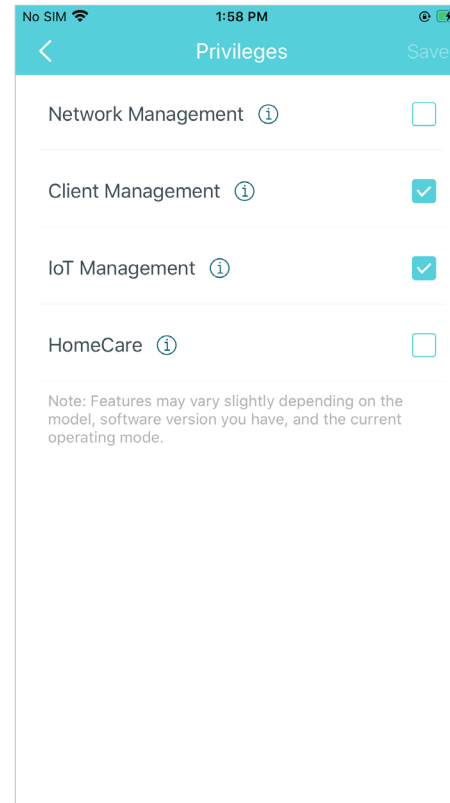 No SIM 1:58 PM
Privileges Save
Network Management
Client Management
IoT Management
HomeCare
Note: Features may vary slightly depending on the
model, software version you have, and the current
operating mode.